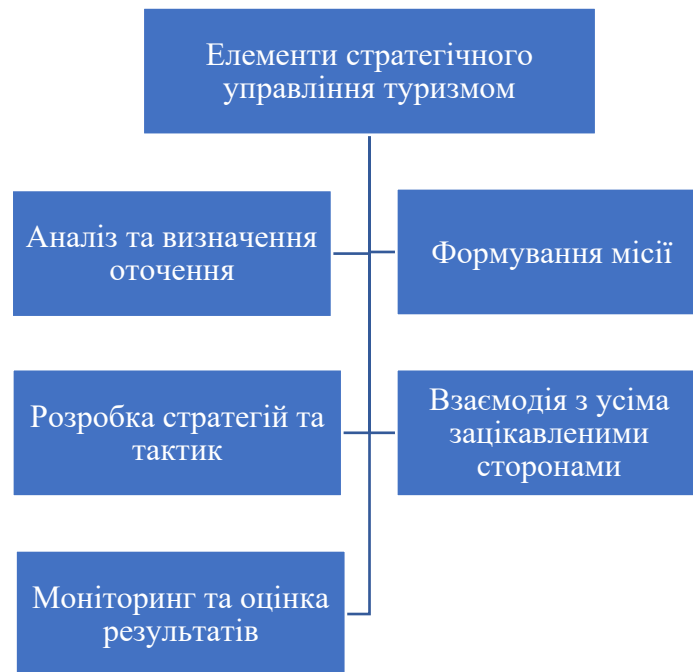 Елементи стратегічного
управління туризмом
Аналіз та визначення
оточення
Формування місії
Розробка стратегій та
тактик
Взаємодія з усіма
зацікавленими
сторонами
Моніторинг та оцінка
результатів